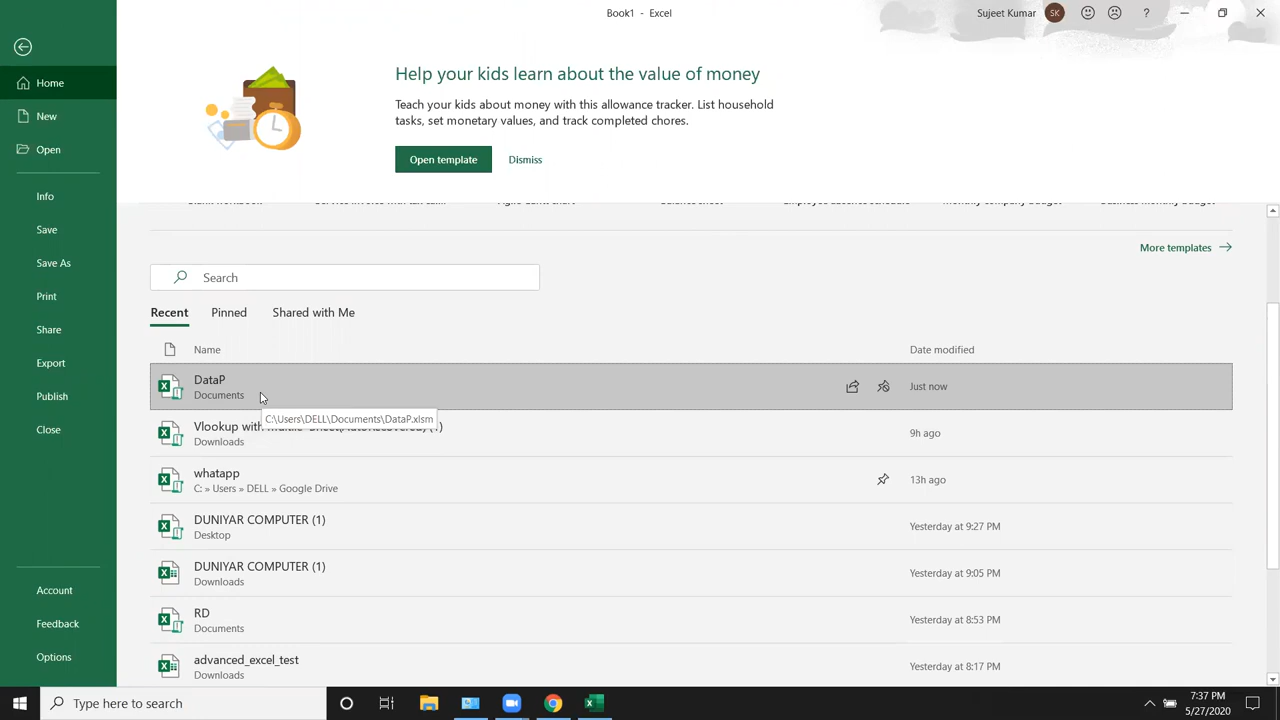 Book1 - Excel
Sujeet Kumar
SK
?
Home
New
Open
Info
Save
Save As
Print
Share
Export
Publish
Close
Account
Feedback
Options
Help your kids learn about the value of money
Teach your kids about money with this allowance tracker. List household
tasks, set monetary values, and track completed chores.
Open template
Dismiss
More templates
Search
Recent
Pinned
Shared with Me
Name
Date modified
DataP
Documents
Just now
C:\Users\DELL\Documents\DataP.xlsm
Downloads
9h ago
whatapp
C: » Users » DELL » Google Drive
13h ago
DUNIYAR COMPUTER (1)
Desktop
Yesterday at 9:27 PM
DUNIYAR COMPUTER (1)
Downloads
Yesterday at 9:05 PM
RD
Documents
Yesterday at 8:53 PM
advanced_excel_test
Downloads
Yesterday at 8:17 PM
Type here to search
7:37 PM
5/27/2020